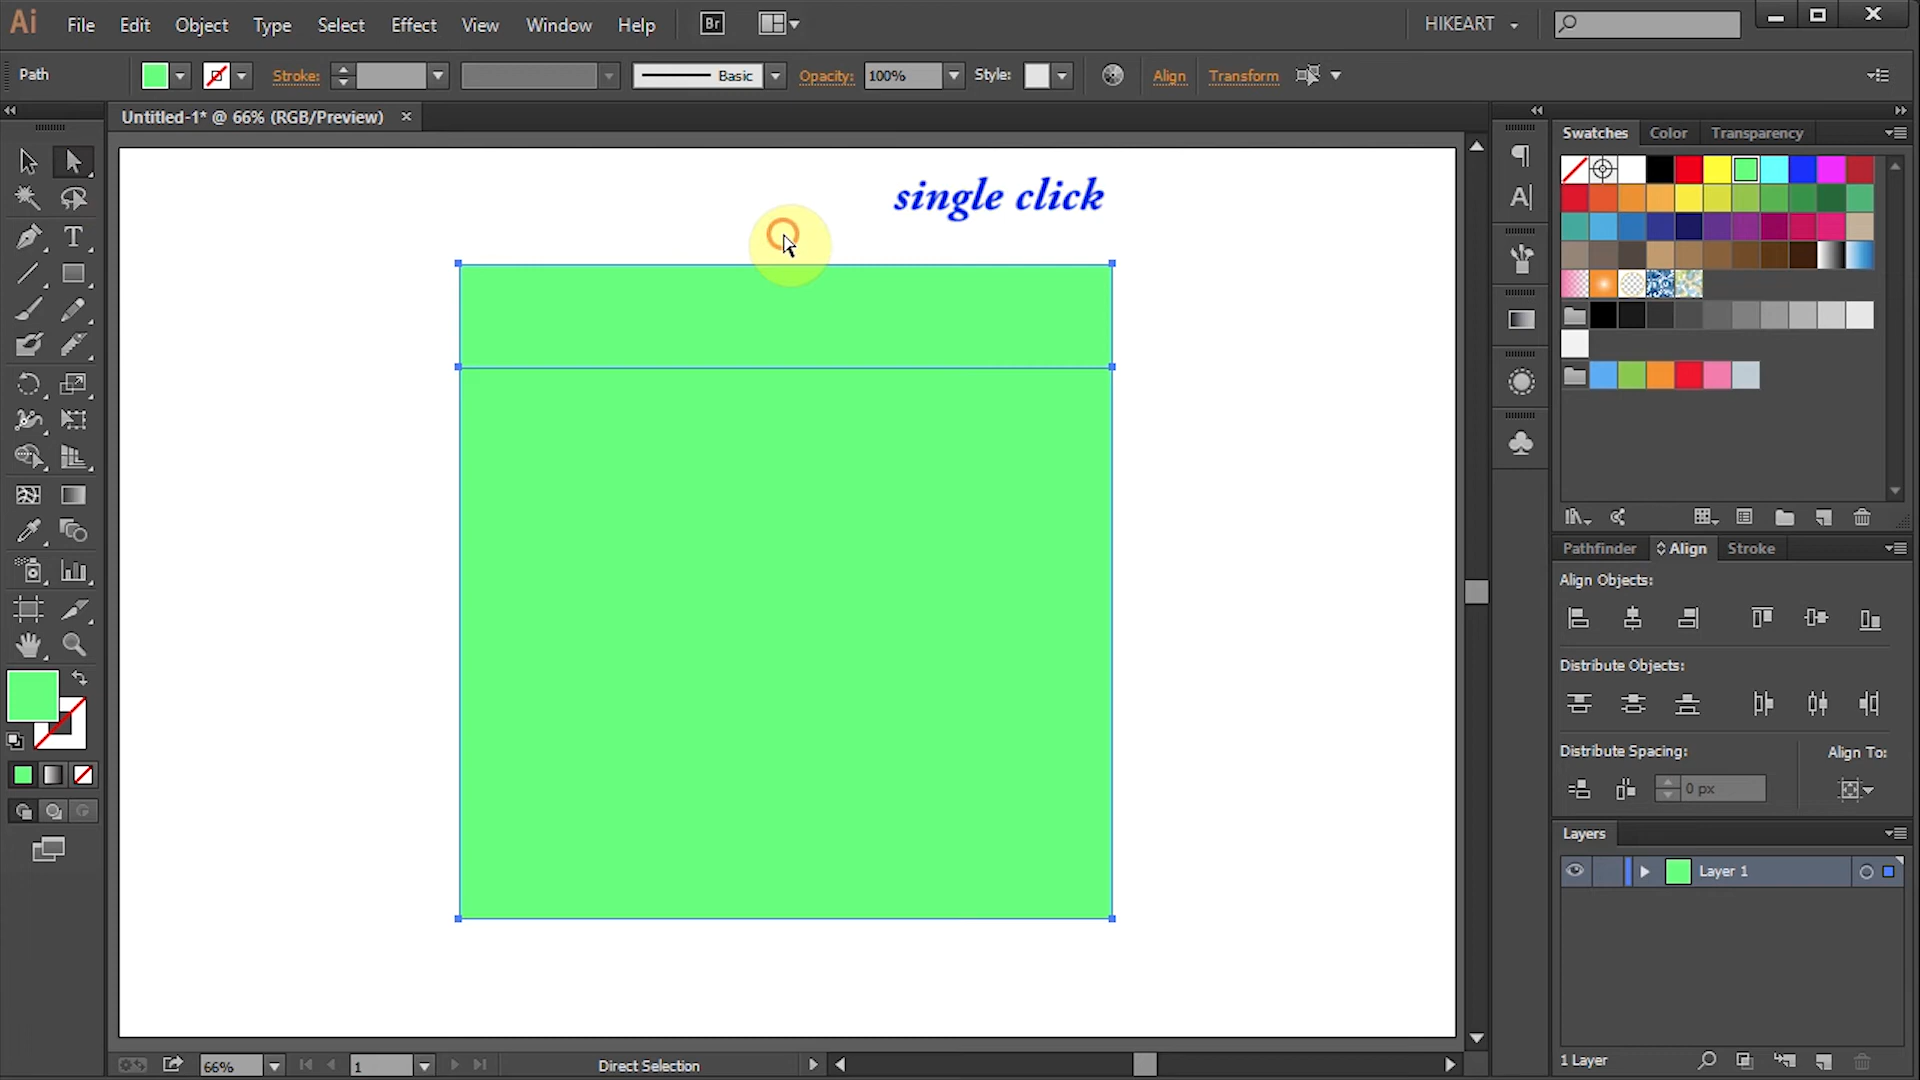 Ai File Edit Object Type Select Effect View Window Help Br HIKEART
Path Stroke: Basic Opacity: 100% Style: Align Transform
Untitled-1* @ 66% (RGB/Preview) ×
single click
Swatches Color Transparency
Pathfinder Align Stroke
Align Objects:
Distribute Objects:
Distribute Spacing: Align To:
0 px
Layers
Layer 1
1 Layer
66% 1 Direct Selection